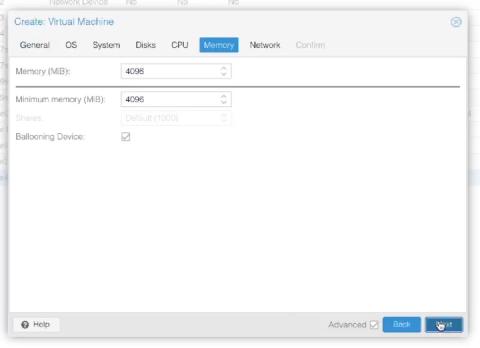 Network Device No No No
Create: Virtual Machine
General OS System Disks CPU Memory Network Confirm
Memory (MiB): 4096
Minimum memory (MiB): 4096
Shares: Default (1000)
Ballooning Device:
Help Advanced Back Next